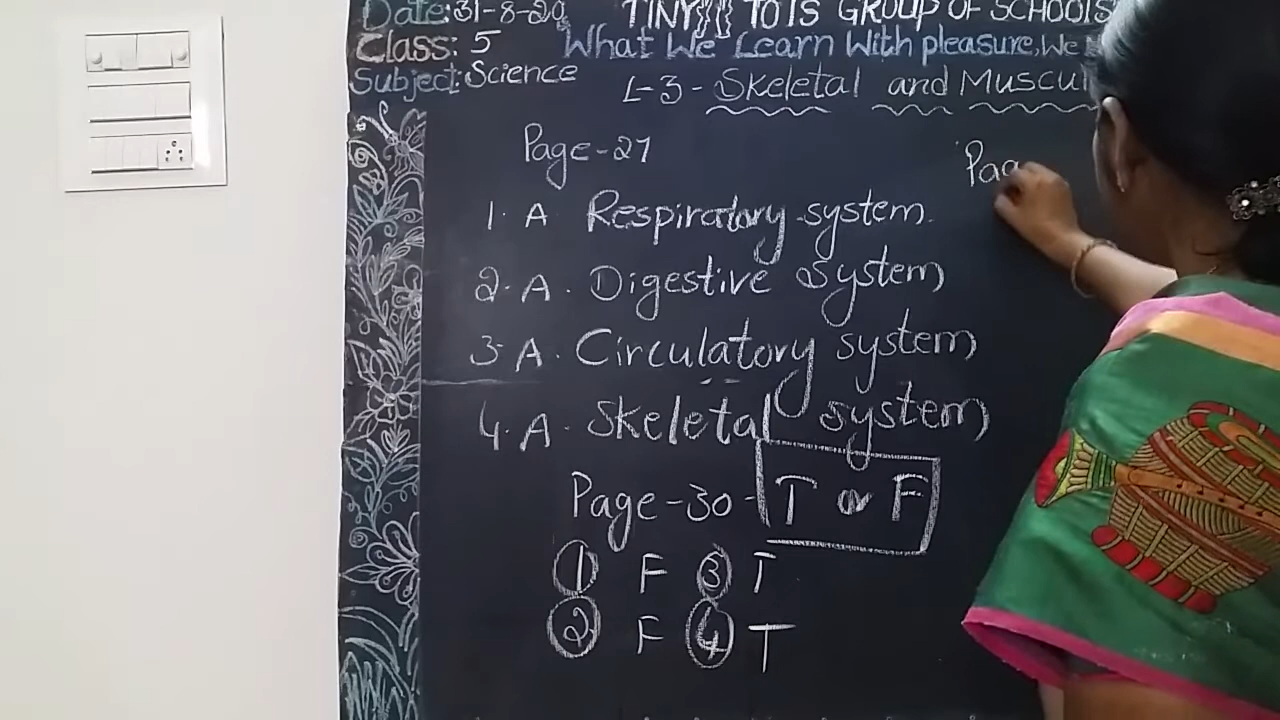 Date: 31-8-20 TINY TOTS GROUP OF SCHOOLS
Class: 5 What We Learn With pleasure, We
Subject: Science L-3- Skeletal and Muscul
Page-27
Pag
1. A Respiratory system.
2. A. Digestive system
3. A. Circulatory system
4. A. Skeletal system
Page-30- T or F
1 F 3 T
2 F 4 T